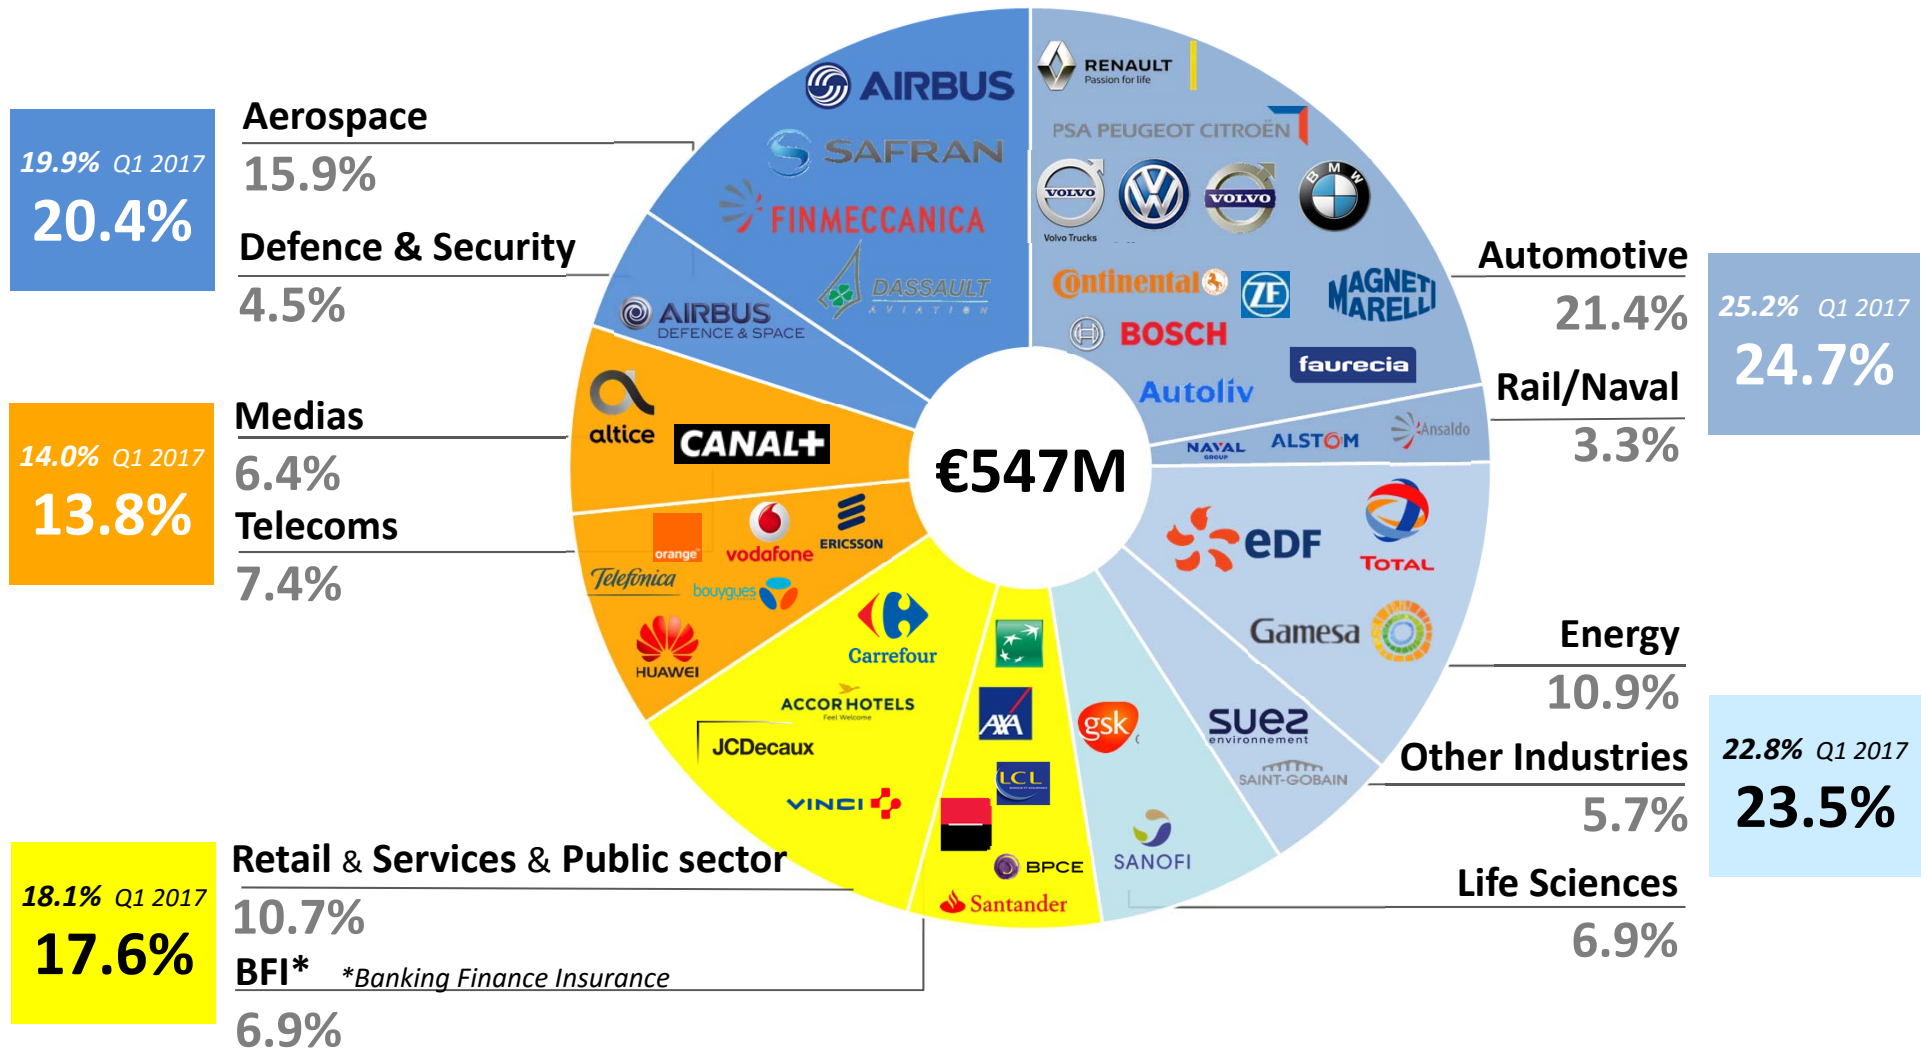 19.9% Q1 2017
20.4%
Aerospace
15.9%
Defence & Security
4.5%
14.0% Q1 2017
13.8%
Medias
6.4%
Telecoms
7.4%
18.1% Q1 2017
17.6%
Retail & Services & Public sector
10.7%
BFI* *Banking Finance Insurance
6.9%
AIRBUS
SAFRAN
FINMECCANICA
DASSAULT
AVIATION
AIRBUS
DEFENCE & SPACE
altice
CANAL+
orange
vodafone
ERICSSON
Telefónica
bouygues
HUAWEI
Carrefour
ACCORHOTELS
Feel Welcome
JCDecaux
VINCI
AXA
LCL
BPCE
Santander
€547M
RENAULT
Passion for life
PSA PEUGEOT CITROËN
VOLVO
Volvo Trucks
VW
VOLVO
BMW
Continental
ZF
MAGNETI
MARELLI
BOSCH
faurecia
Autoliv
NAVAL
GROUP
ALSTOM
Ansaldo
eDF
TOTAL
Gamesa
suez
environnement
SAINT-GOBAIN
gsk
SANOFI
Automotive
21.4%
Rail/Naval
3.3%
25.2% Q1 2017
24.7%
Energy
10.9%
Other Industries
5.7%
Life Sciences
6.9%
22.8% Q1 2017
23.5%